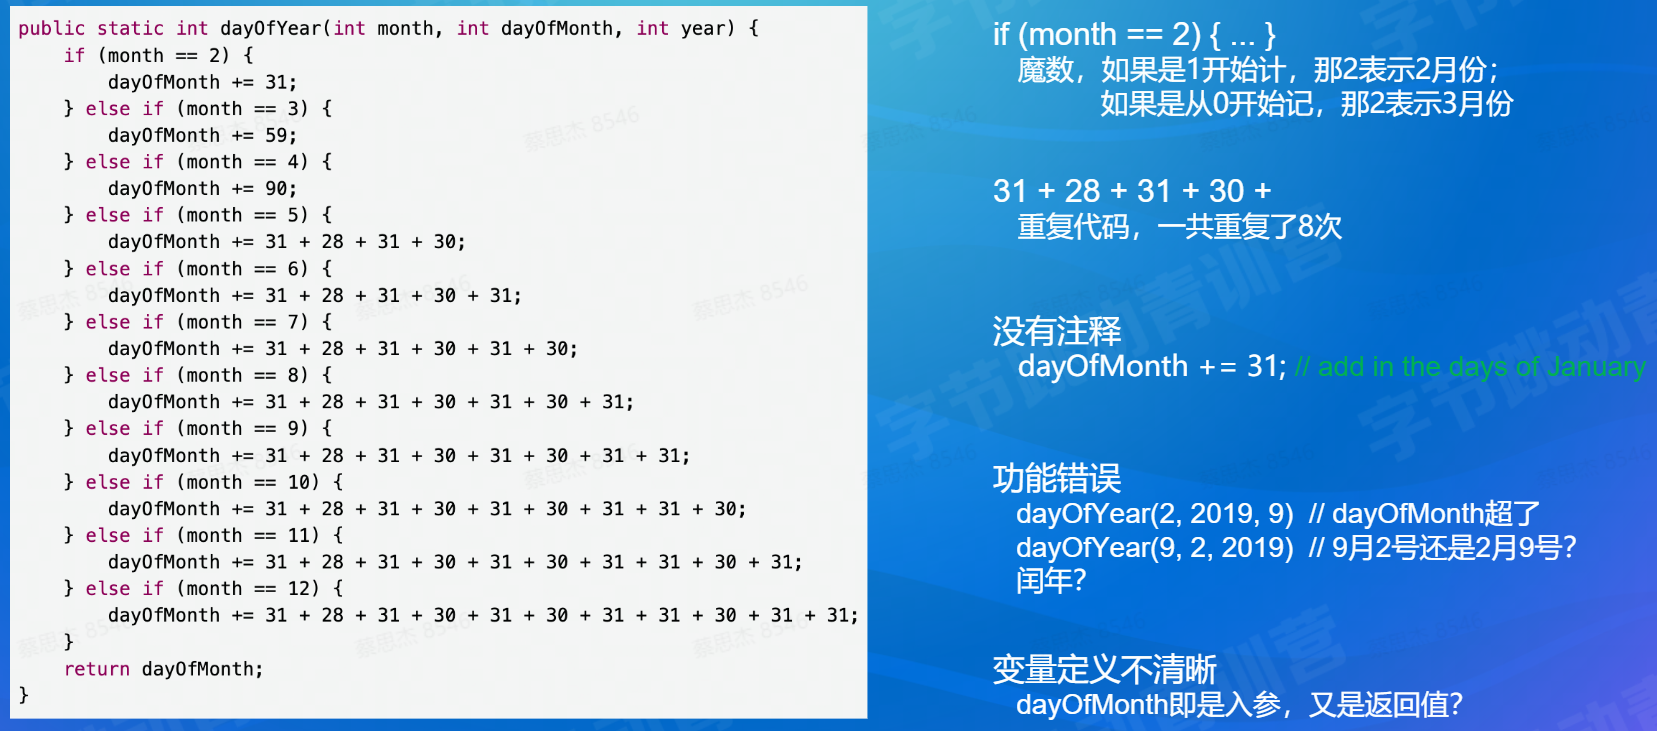 public static int dayOfYear(int month, int dayOfMonth, int year) {
if (month == 2) {
dayOfMonth += 31;
} else if (month == 3) {
dayOfMonth += 59;
} else if (month == 4) {
dayOfMonth += 90;
} else if (month == 5) {
dayOfMonth += 31 + 28 + 31 + 30;
} else if (month == 6) {
dayOfMonth += 31 + 28 + 31 + 30 + 31;
} else if (month == 7) {
dayOfMonth += 31 + 28 + 31 + 30 + 31 + 30;
} else if (month == 8) {
dayOfMonth += 31 + 28 + 31 + 30 + 31 + 30 + 31;
} else if (month == 9) {
dayOfMonth += 31 + 28 + 31 + 30 + 31 + 30 + 31 + 31;
} else if (month == 10) {
dayOfMonth += 31 + 28 + 31 + 30 + 31 + 30 + 31 + 31 + 30;
} else if (month == 11) {
dayOfMonth += 31 + 28 + 31 + 30 + 31 + 30 + 31 + 31 + 30 + 31;
} else if (month == 12) {
dayOfMonth += 31 + 28 + 31 + 30 + 31 + 30 + 31 + 31 + 30 + 31 + 31;
}
return dayOfMonth;
}
if (month == 2) { ... }
魔数，如果是1开始计，那2表示2月份；
如果是从0开始记，那2表示3月份
31 + 28 + 31 + 30 +
重复代码，一共重复了8次
没有注释
dayOfMonth += 31; // add in the days of January
功能错误
dayOfYear(2, 2019, 9) // dayOfMonth超了
dayOfYear(9, 2, 2019) // 9月2号还是2月9号？
闰年？
变量定义不清晰
dayOfMonth即是入参，又是返回值？
字节跳动青训营
蔡思杰 8546